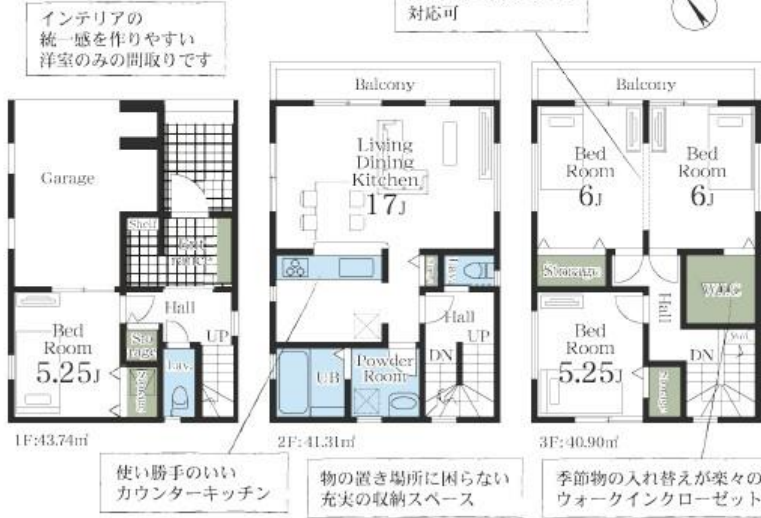 インテリアの
統一感を作りやすい
洋室のみの間取りです
対応可
Balcony
Balcony
Garage
Living
Dining
Kitchen
17J
Bed
Room
6J
Bed
Room
6J
Shelf
Storage
W.I.C
Lav.
Hall
Hall
Hall
UP
UP
DN
DN
Bed
Room
5.25J
Storage
Storage
Lav.
UB
Powder
Room
Bed
Room
5.25J
Storage
1F:43.74㎡
2F:41.31㎡
3F:40.90㎡
使い勝手のいい
カウンターキッチン
物の置き場所に困らない
充実の収納スペース
季節物の入れ替えが楽々の
ウォークインクローゼット